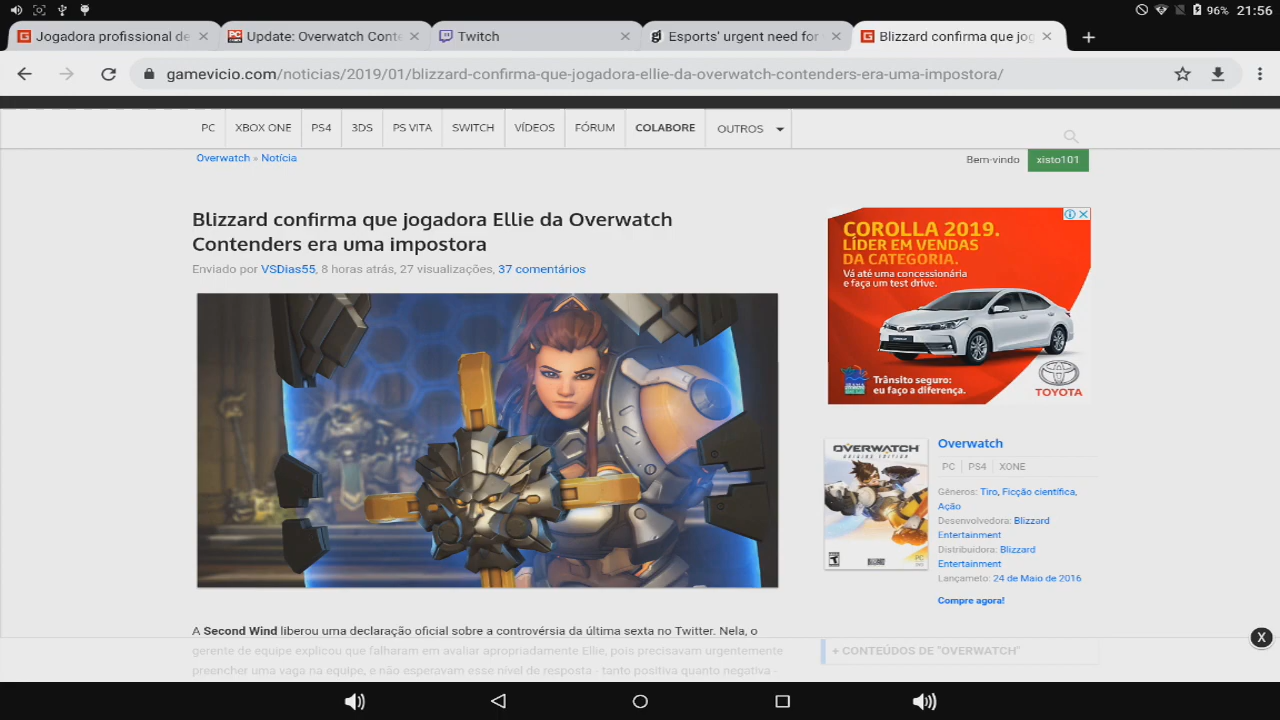 96% 21:56
Jogadora profissional de
Update: Overwatch Conte
Twitch
Esports' urgent need for
Blizzard confirma que jog
gamevicio.com/noticias/2019/01/blizzard-confirma-que-jogadora-ellie-da-overwatch-contenders-era-uma-impostora/
PC XBOX ONE PS4 3DS PS VITA SWITCH VÍDEOS FÓRUM COLABORE OUTROS
Overwatch » Notícia
Bem-vindo xisto101
Blizzard confirma que jogadora Ellie da Overwatch
Contenders era uma impostora
Enviado por VSDias55, 8 horas atrás, 27 visualizações, 37 comentários
COROLLA 2019.
LÍDER EM VENDAS
DA CATEGORIA.
Vá até uma concessionária
e faça um test drive.
Trânsito seguro:
eu faço a diferença.
TOYOTA
OVERWATCH
ORIGINS EDITION
Overwatch
PC PS4 XONE
Gêneros: Tiro, Ficção científica,
Ação
Desenvolvedora: Blizzard
Entertainment
Distribuidora: Blizzard
Entertainment
Lançameto: 24 de Maio de 2016
Compre agora!
A Second Wind liberou uma declaração oficial sobre a controvérsia da última sexta no Twitter. Nela, o
gerente de equipe explicou que falharam em avaliar apropriadamente Ellie, pois precisavam urgentemente
preencher uma vaga na equipe, e não esperavam esse nível de resposta - tanto positiva quanto negativa -
+ CONTEÚDOS DE "OVERWATCH"
X